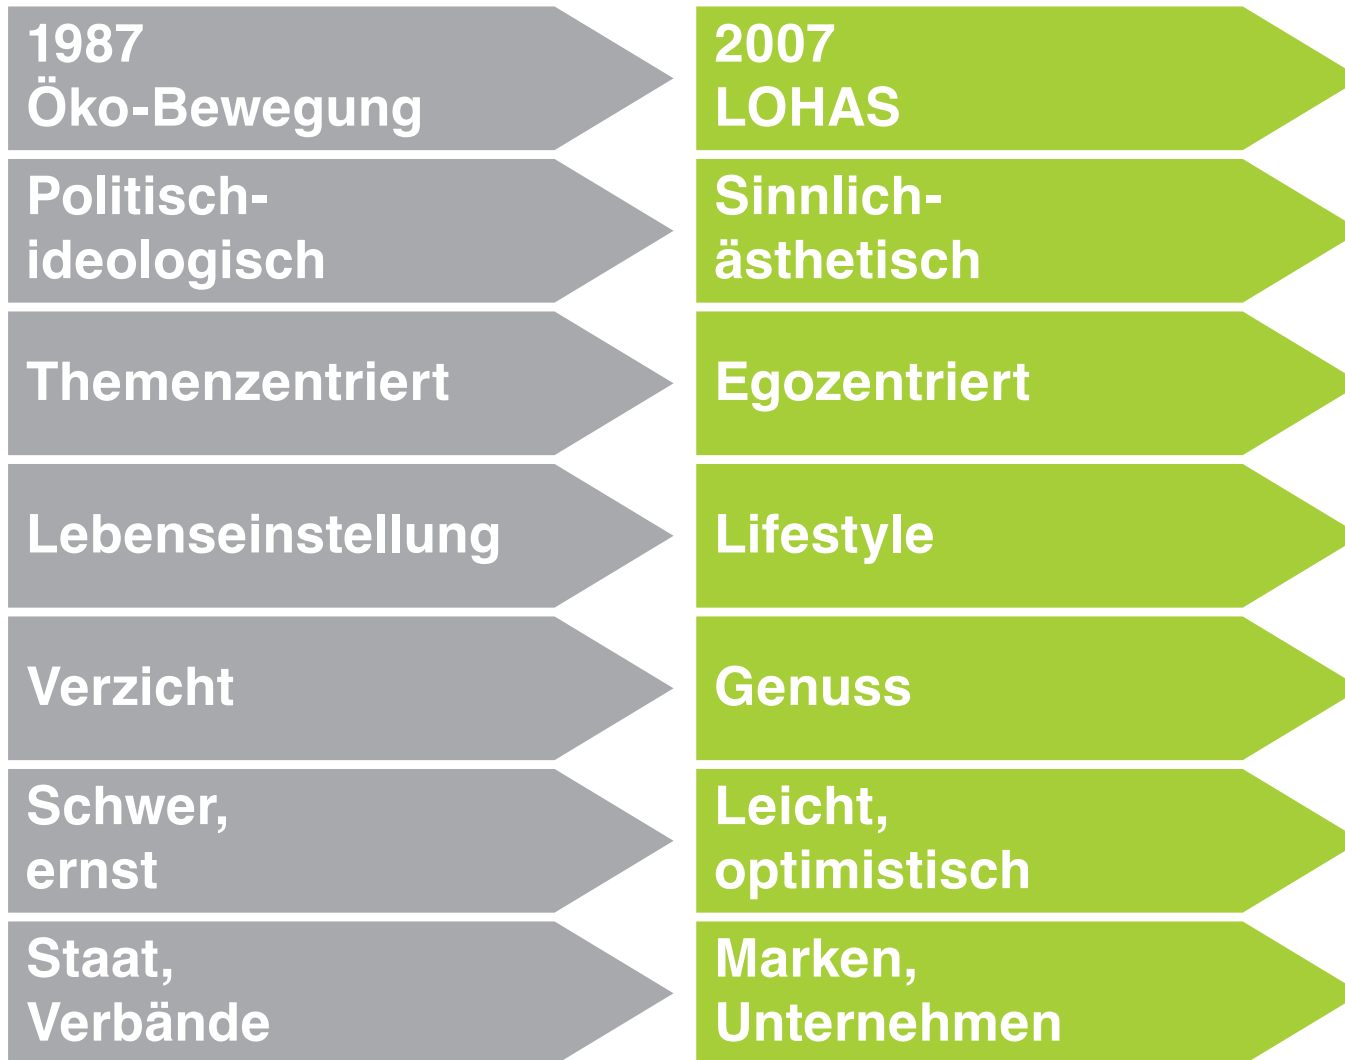 1987
Öko-Bewegung
2007
LOHAS
Politisch-
ideologisch
Sinnlich-
ästhetisch
Themenzentriert
Egozentriert
Lebenseinstellung
Lifestyle
Verzicht
Genuss
Schwer,
ernst
Leicht,
optimistisch
Staat,
Verbände
Marken,
Unternehmen